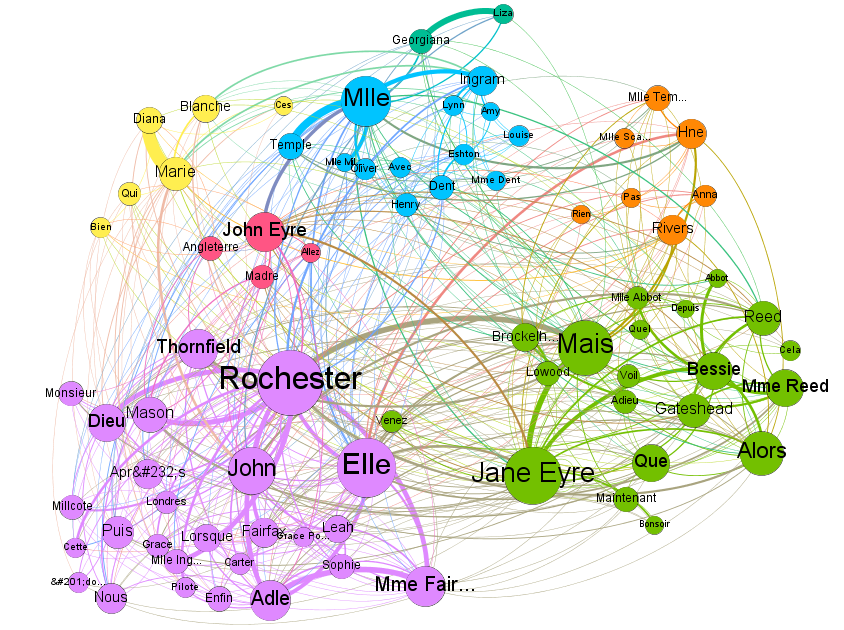 Liza
Georgiana
Ingram
Mlle
Mlle Tem...
Blanche
Ces
Lynn
Amy
Diana
Hne
Mlle Sca...
Louise
Temple
Eshton
Mlle Mi
Oliver
Avec
Marie
Mme Dent
Dent
Qui
Pas
Anna
Henry
Rien
Bien
John Eyre
Rivers
Angleterre
Allez
Madre
Abbot
Mlle Abbot
Depuis
Reed
Quel
Brockelh...
Mais
Thornfield
Cela
Rochester
Lowood
Voil
Bessie
Mme Reed
Monsieur
Adieu
Gateshead
Dieu
Mason
Venez
Alors
Elle
John
Jane Eyre
Que
Apr&#232;s
Maintenant
Londres
Millcote
Bonsoir
Puis
Fairfax
Leah
Lorsque
Grace Po...
Cette
Grace
Mlle Ing...
Carter
Sophie
&#201;do...
Pilote
Mme Fair...
Nous
Enfin
Adle